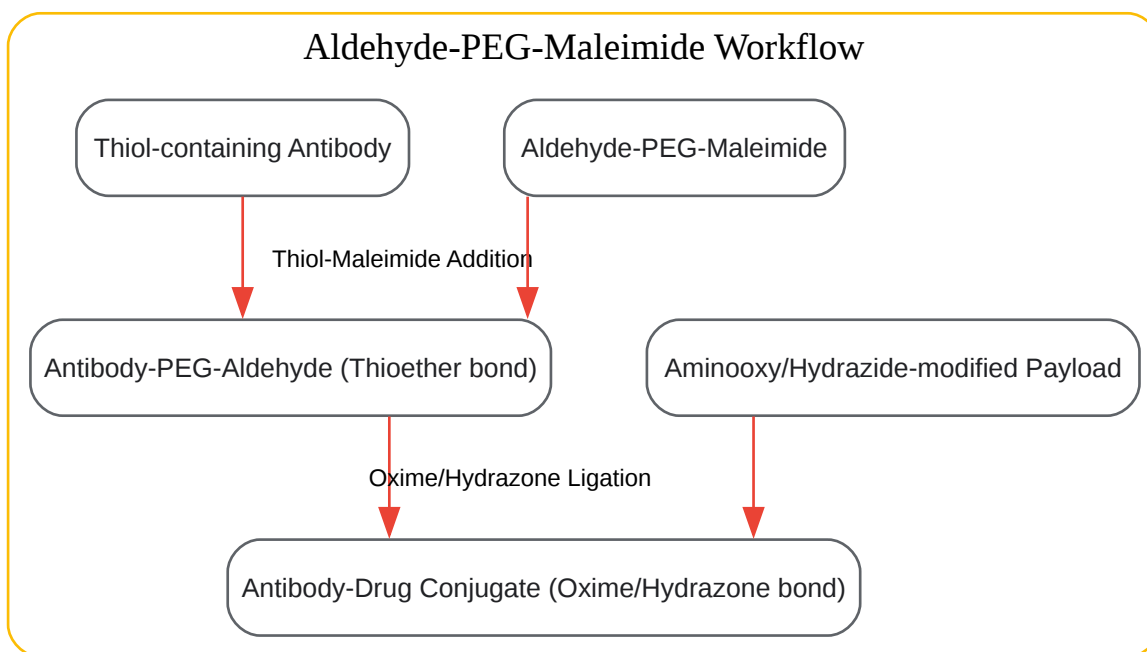 Aldehyde-PEG-Maleimide Workflow
Thiol-containing Antibody
Aldehyde-PEG-Maleimide
Thiol-Maleimide Addition
Antibody-PEG-Aldehyde (Thioether bond)
Aminooxy/Hydrazide-modified Payload
Oxime/Hydrazone Ligation
Antibody-Drug Conjugate (Oxime/Hydrazone bond)